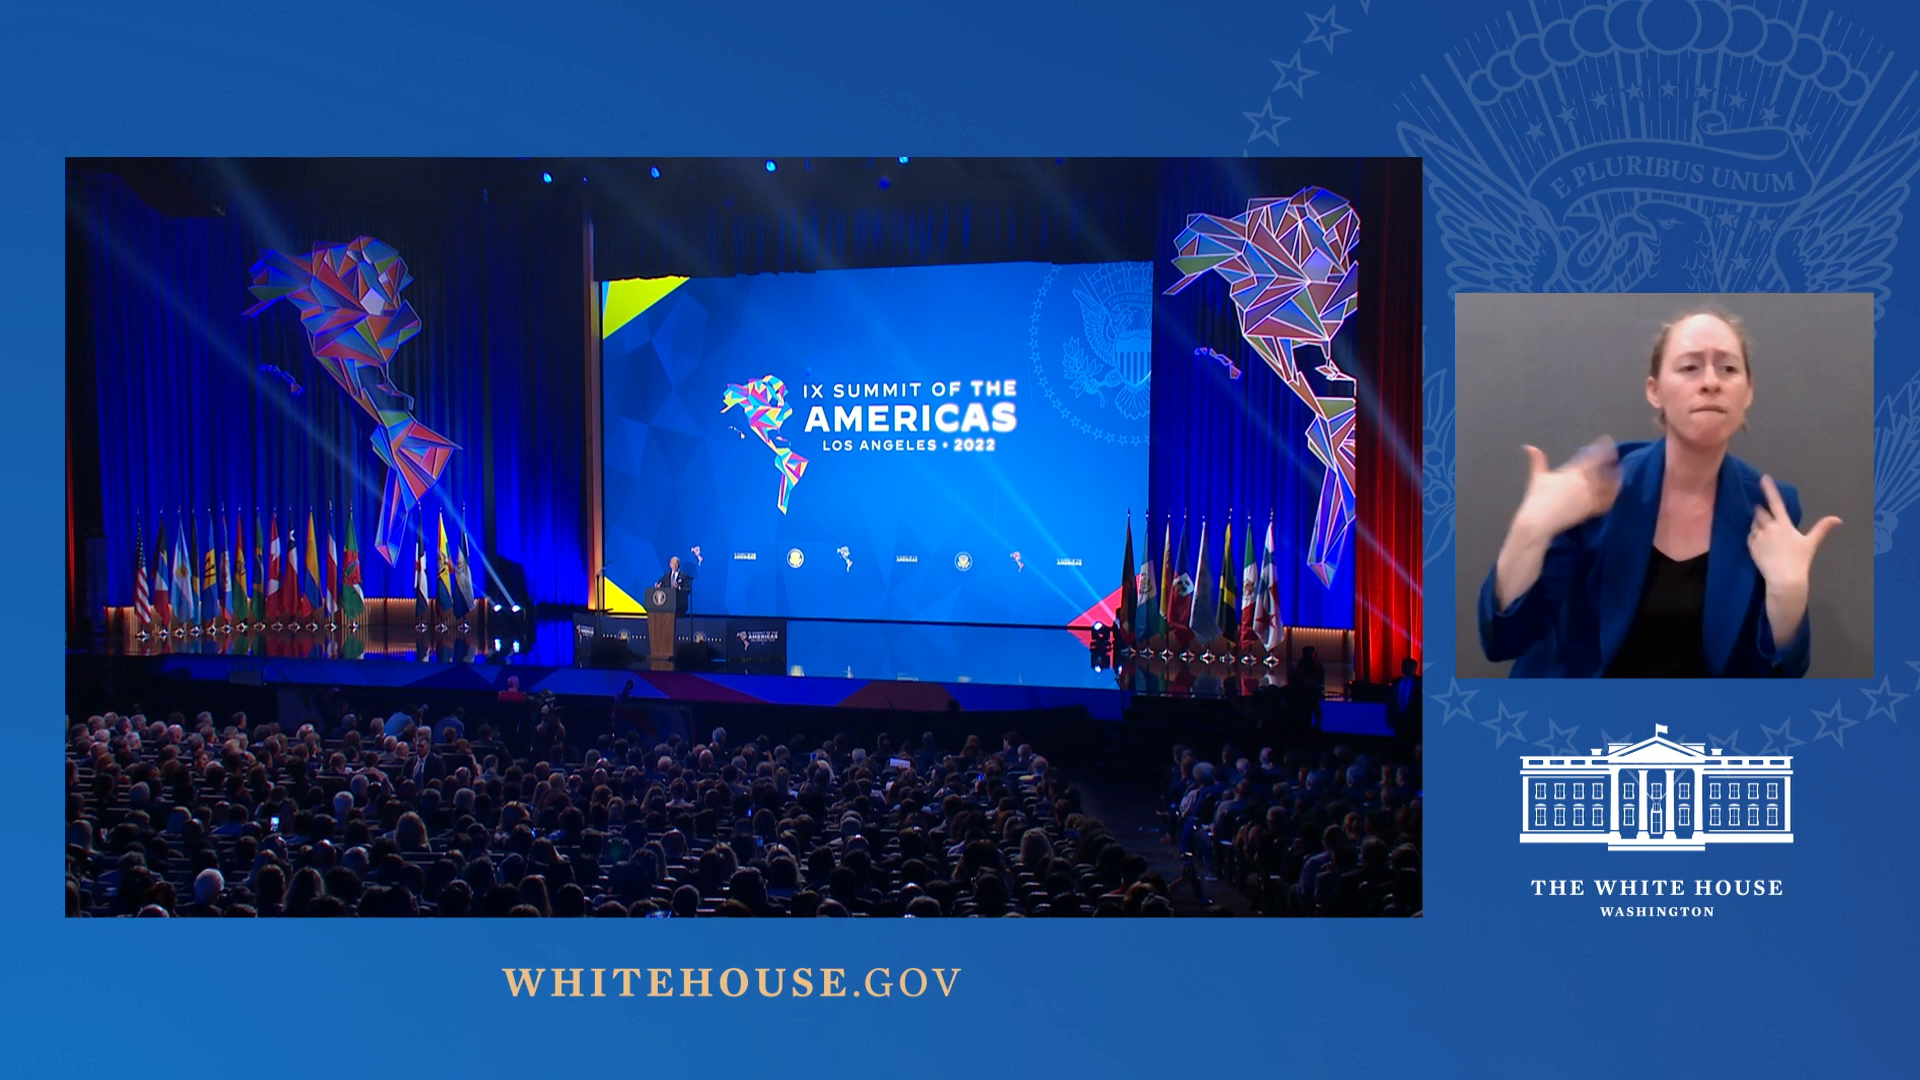 E PLURIBUS UNUM
IX SUMMIT OF THE
AMERICAS
LOS ANGELES • 2022
THE WHITE HOUSE
WASHINGTON
WHITEHOUSE.GOV